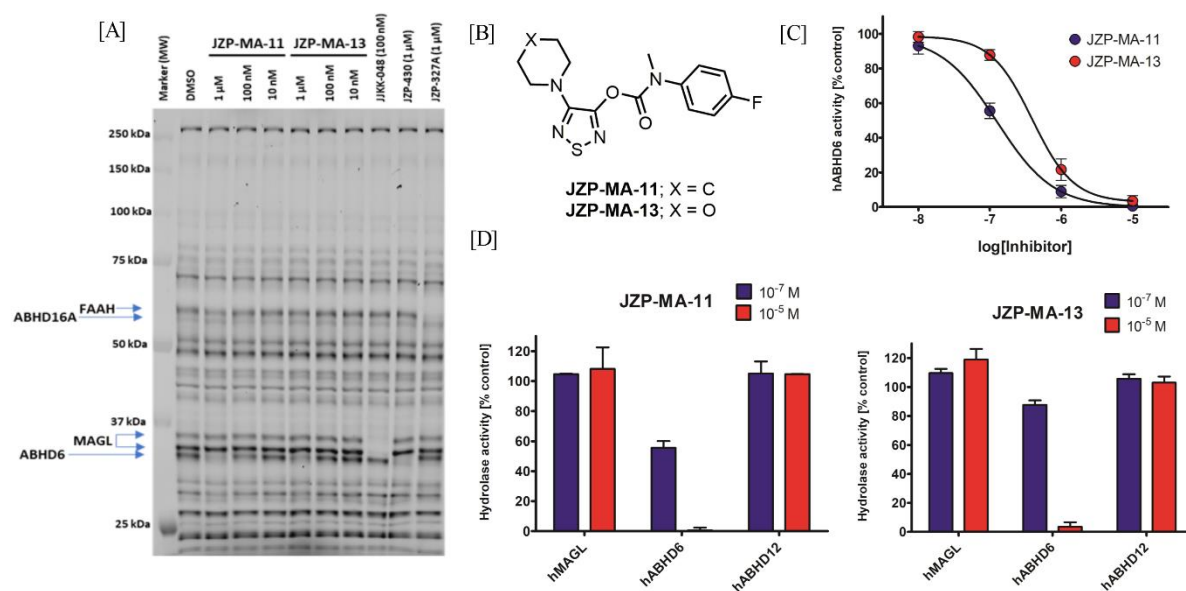 [A]
JZP-MA-11
JZP-MA-13
Marker (MW)
DMSO
1 µM
100 nM
10 nM
1 µM
100 nM
10 nM
JJKK-048 (100 nM)
JZP-430 (1 µM)
JZP-327A (1 µM)
250 kDa
150 kDa
100 kDa
75 kDa
FAAH
ABHD16A
50 kDa
37 kDa
MAGL
ABHD6
25 kDa
[B]
X
N
N
N
S
O
O
N
F
JZP-MA-11; X = C
JZP-MA-13; X = O
[C]
JZP-MA-11
JZP-MA-13
hABHD6 activity [% control]
100
80
60
40
20
0
-8
-7
-6
-5
log[Inhibitor]
[D]
JZP-MA-11
10⁻⁷ M
10⁻⁵ M
Hydrolase activity [% control]
120
100
80
60
40
20
0
hMAGL
hABHD6
hABHD12
JZP-MA-13
10⁻⁷ M
10⁻⁵ M
Hydrolase activity [% control]
120
100
80
60
40
20
0
hMAGL
hABHD6
hABHD12